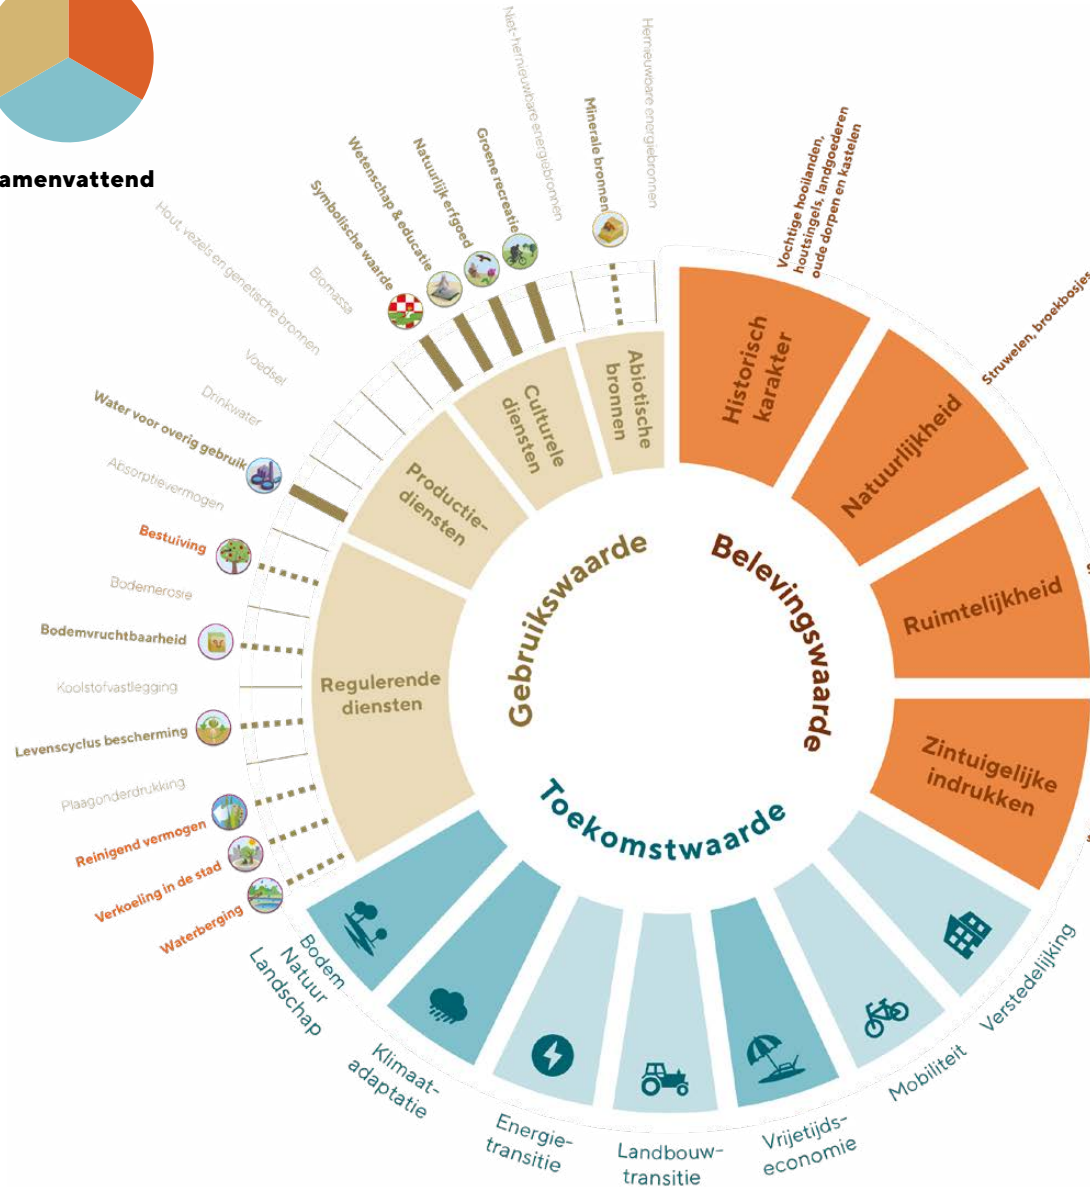 amenvattend
Niet-hernieuwbare energiebronnen
Minerale bronnen
Hernieuwbare energiebronnen
Groene recreatie
Natuurlijk erfgoed
Wetenschap & educatie
Symbolische waarde
Biomassa
Hout, vezels en genetische bronnen
Voedsel
Drinkwater
Water voor overig gebruik
Absorptievermogen
Bestuiving
Bodemerosie
Bodemvruchtbaarheid
Koolstofvastlegging
Levenscyclus bescherming
Plaagonderdrukking
Reinigend vermogen
Verkoeling in de stad
Waterberging
Vochtige hooilanden,
houtsingels, landgoederen
oude dorpen en kastelen
Struwelen, broekbosjes
Abiotische
bronnen
Culturele
diensten
Productie-
diensten
Regulerende
diensten
Historisch
karakter
Natuurlijkheid
Ruimtelijkheid
Zintuigelijke
indrukken
Gebruikswaarde
Belevingswaarde
Toekomstwaarde
Bodem
Natuur
Landschap
Klimaat-
adaptatie
Energie-
transitie
Landbouw-
transitie
Vrijetijds-
economie
Mobiliteit
Verstedelijking